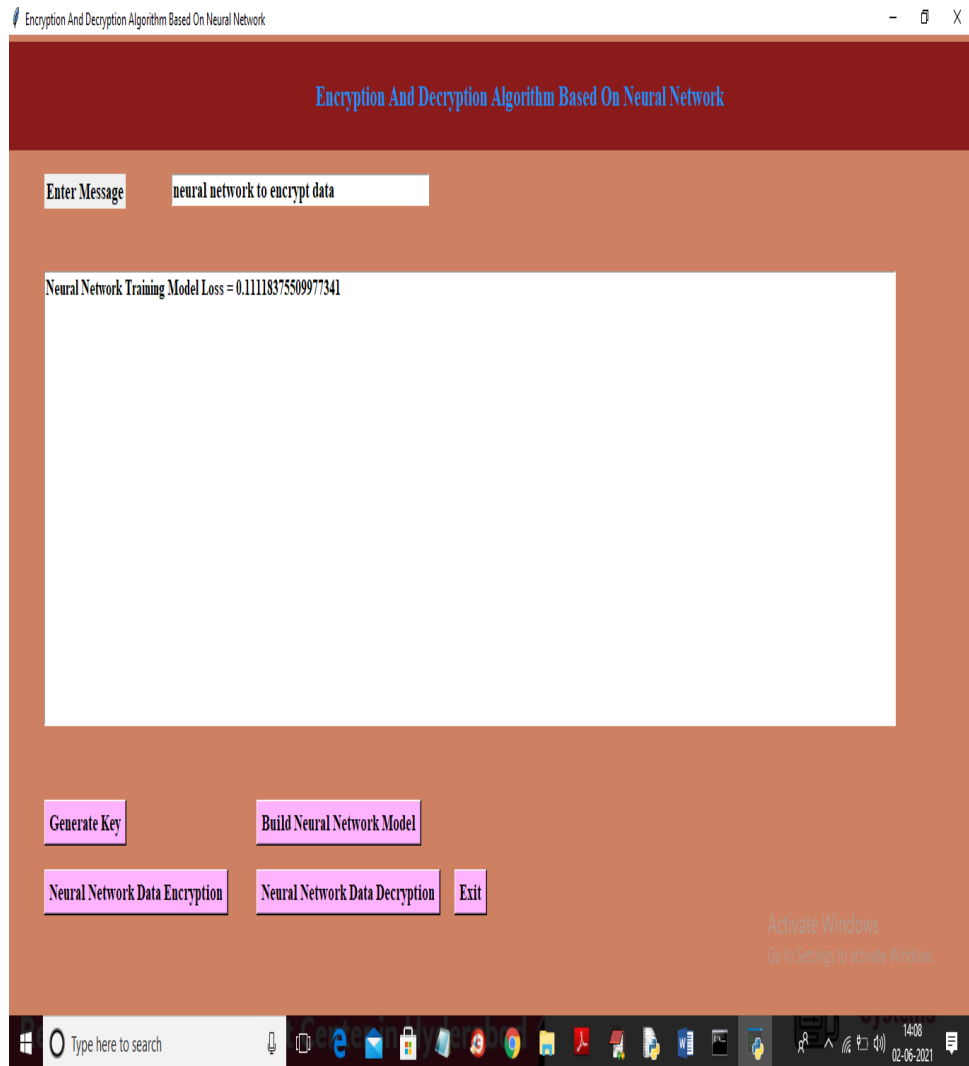 Encryption And Decryption Algorithm Based On Neural Network
Encryption And Decryption Algorithm Based On Neural Network
Enter Message neural network to encrypt data
Neural Network Training Model Loss = 0.11118375509977341
Generate Key Build Neural Network Model
Neural Network Data Encryption Neural Network Data Decryption Exit
Activate Windows
Go to Settings to activate Windows.
Type here to search
14:08
02-06-2021